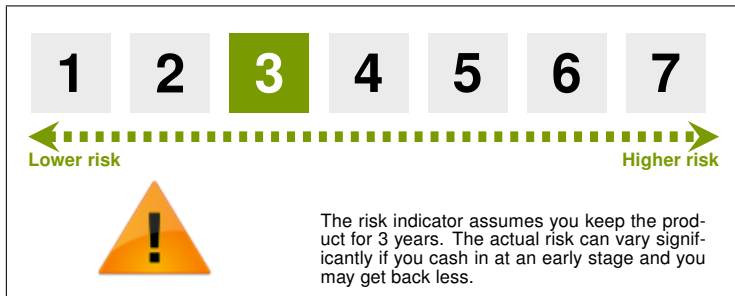 1 2 3 4 5 6 7
Lower risk Higher risk
!
The risk indicator assumes you keep the prod-
uct for 3 years. The actual risk can vary signif-
icantly if you cash in at an early stage and you
may get back less.